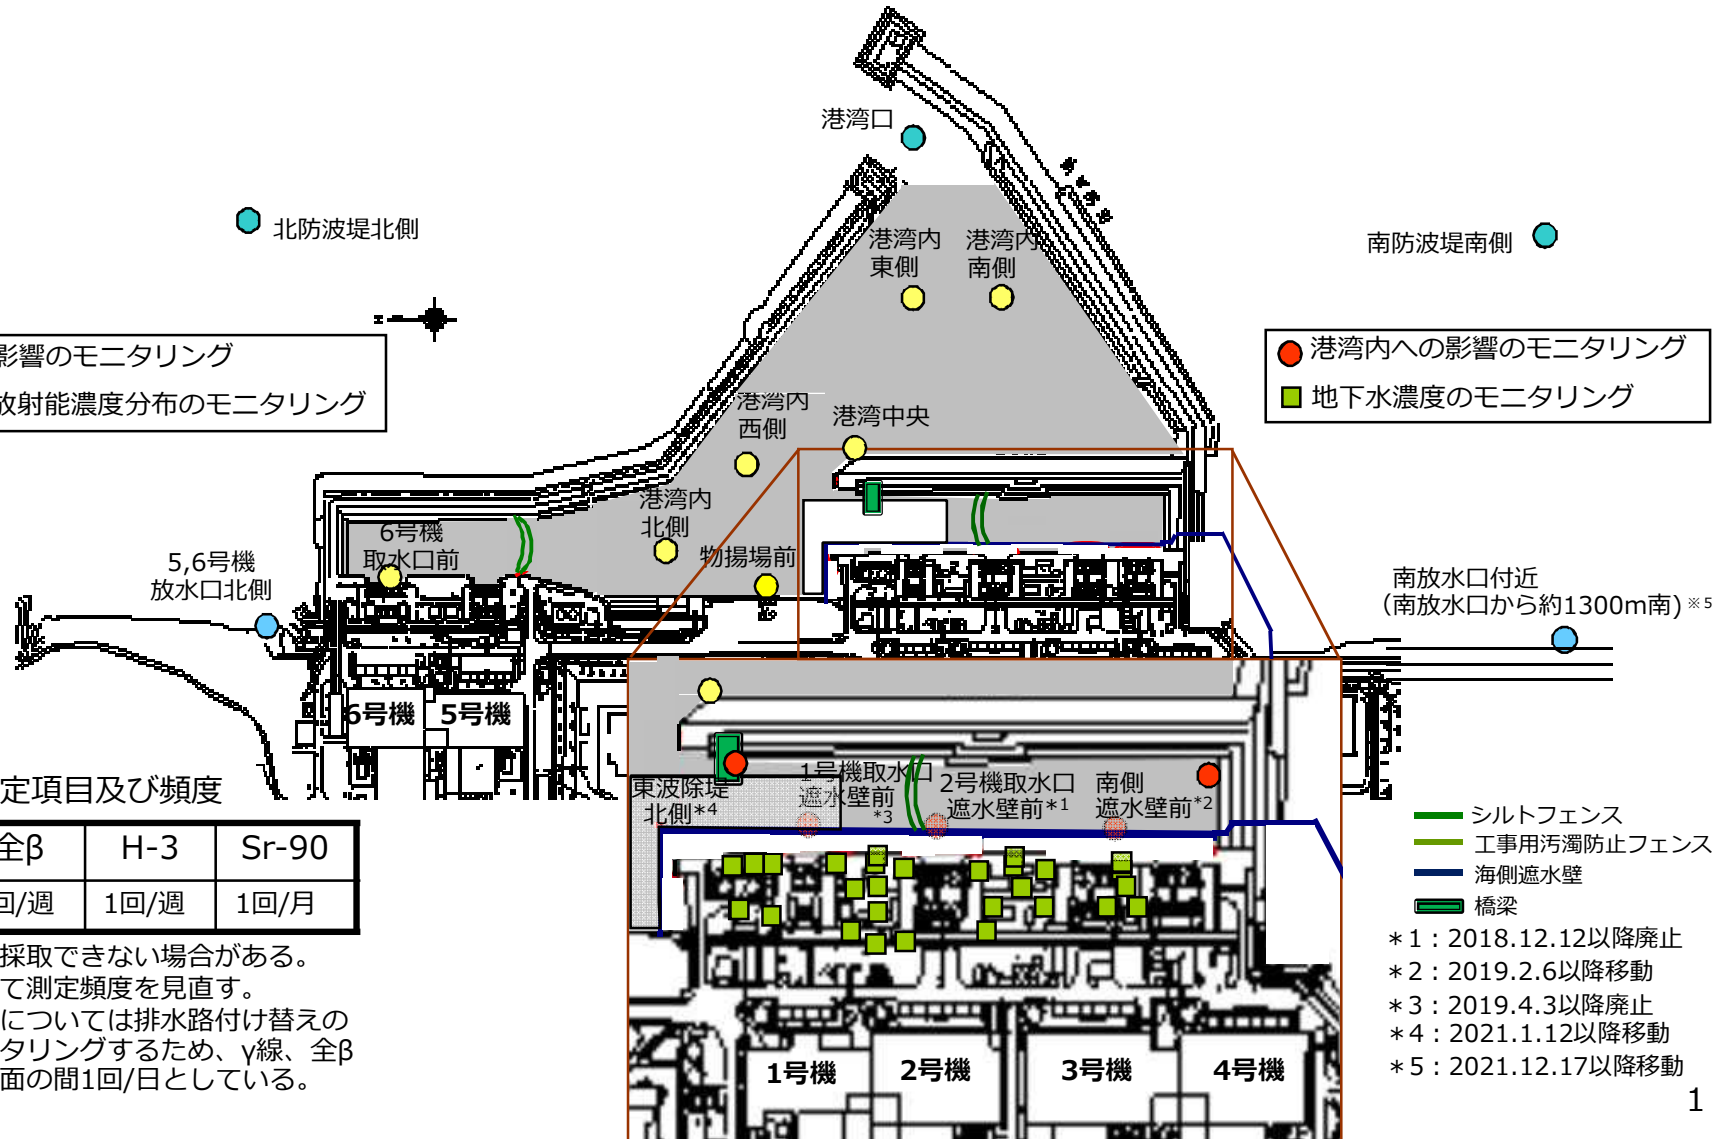 港湾口
北防波堤北側
港湾内
東側
港湾内
南側
南防波堤南側
影響のモニタリング
放射能濃度分布のモニタリング
港湾内への影響のモニタリング
地下水濃度のモニタリング
港湾内
西側
港湾中央
港湾内
北側
6号機
取水口前
物揚場前
5,6号機
放水口北側
南放水口付近
(南放水口から約1300m南)※5
6号機
5号機
東波除堤
北側*4
1号機取水口
遮水壁前
*3
2号機取水口
遮水壁前*1
南側
遮水壁前*2
1号機
2号機
3号機
4号機
定項目及び頻度
全β H-3 Sr-90
回/週 1回/週 1回/月
採取できない場合がある。
て測定頻度を見直す。
については排水路付け替えの
タリングするため、γ線、全β
面の間1回/日としている。
シルトフェンス
工事用汚濁防止フェンス
海側遮水壁
橋梁
*1:2018.12.12以降廃止
*2:2019.2.6以降移動
*3:2019.4.3以降廃止
*4:2021.1.12以降移動
*5:2021.12.17以降移動
1